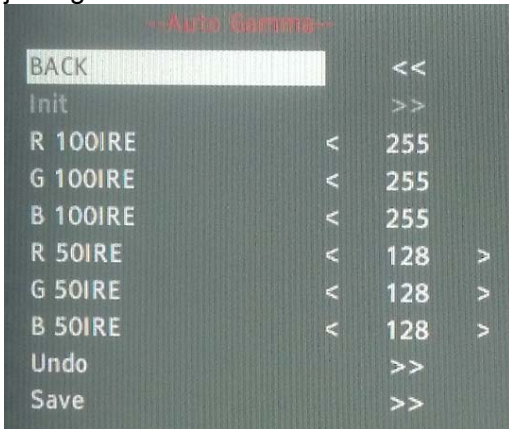 --Auto Gamma--
BACK <<
Init >>
R 100IRE < 255
G 100IRE < 255
B 100IRE < 255
R 50IRE < 128 >
G 50IRE < 128 >
B 50IRE < 128 >
Undo >>
Save >>